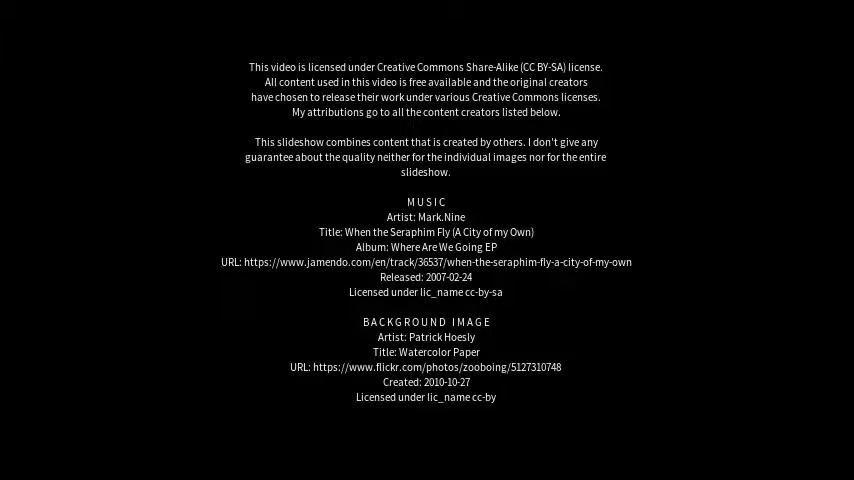 This video is licensed under Creative Commons Share-Alike (CC BY-SA) license.
All content used in this video is free available and the original creators
have chosen to release their work under various Creative Commons licenses.
My attributions go to all the content creators listed below.
This slideshow combines content that is created by others. I don't give any
guarantee about the quality neither for the individual images nor for the entire
slideshow.
MUSIC
Artist: Mark.Nine
Title: When the Seraphim Fly (A City of my Own)
Album: Where Are We Going EP
URL: https://www.jamendo.com/en/track/36537/when-the-seraphim-fly-a-city-of-my-own
Released: 2007-02-24
Licensed under lic_name cc-by-sa
BACKGROUND IMAGE
Artist: Patrick Hoesly
Title: Watercolor Paper
URL: https://www.flickr.com/photos/zooboing/5127310748
Created: 2010-10-27
Licensed under lic_name cc-by